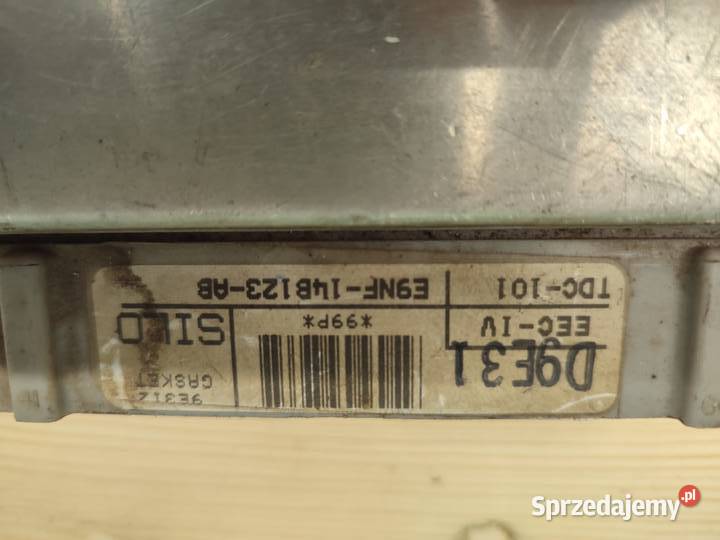 D9E31
9E31Z
GASKET
EEC-IV
*99P*
SILO
TDC-101
E9NF-14B123-AB
Sprzedajemy.pl